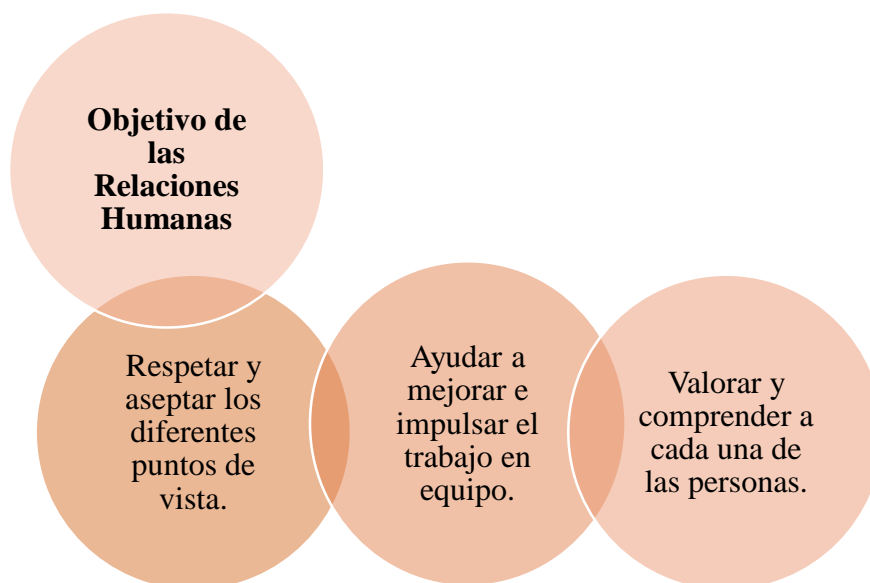 Objetivo de
las
Relaciones
Humanas
Respetar y
aseptar los
diferentes
puntos de
vista.
Ayudar a
mejorar e
impulsar el
trabajo en
equipo.
Valorar y
comprender a
cada una de
las personas.